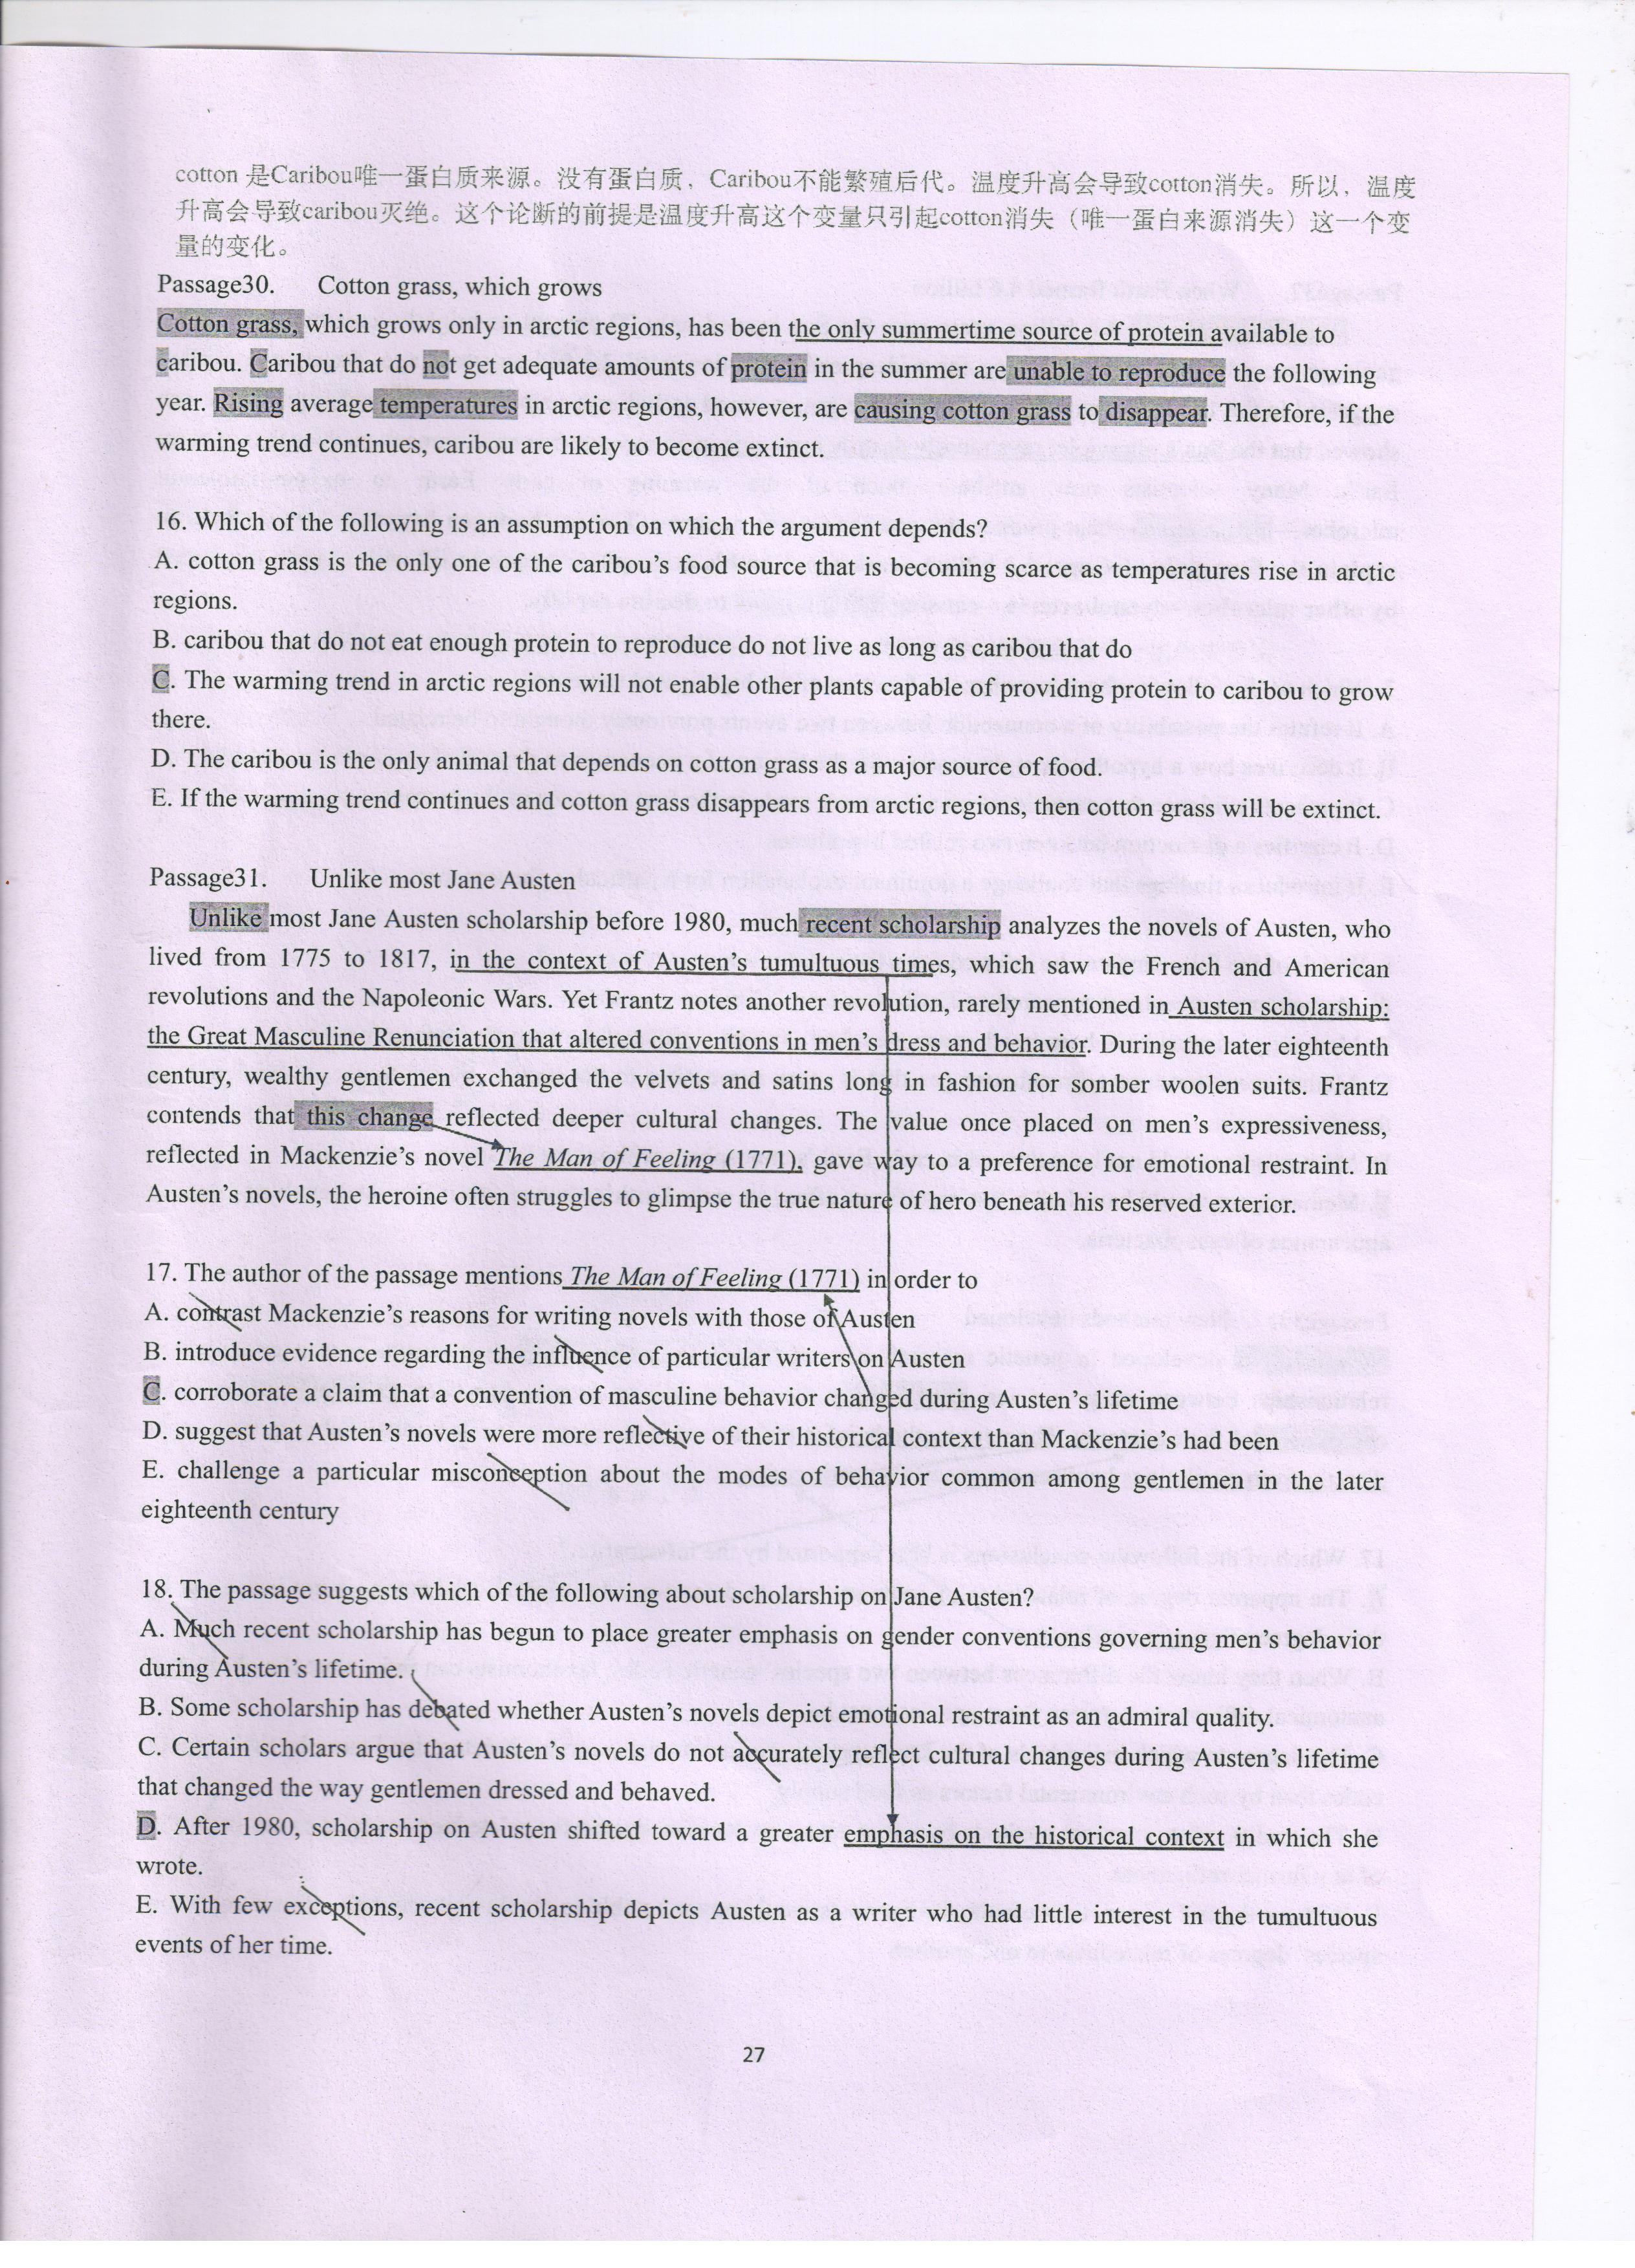 cotton 是Caribou唯一蛋白质来源。没有蛋白质，Caribou不能繁殖后代。温度升高会导致cotton消失。所以，温度
升高会导致caribou灭绝。这个论断的前提是温度升高这个变量只引起cotton消失（唯一蛋白来源消失）这一个变
量的变化。
Passage30. Cotton grass, which grows
Cotton grass, which grows only in arctic regions, has been the only summertime source of protein available to
caribou. Caribou that do not get adequate amounts of protein in the summer are unable to reproduce the following
year. Rising average temperatures in arctic regions, however, are causing cotton grass to disappear. Therefore, if the
warming trend continues, caribou are likely to become extinct.
16. Which of the following is an assumption on which the argument depends?
A. cotton grass is the only one of the caribou's food source that is becoming scarce as temperatures rise in arctic
regions.
B. caribou that do not eat enough protein to reproduce do not live as long as caribou that do
C. The warming trend in arctic regions will not enable other plants capable of providing protein to caribou to grow
there.
D. The caribou is the only animal that depends on cotton grass as a major source of food.
E. If the warming trend continues and cotton grass disappears from arctic regions, then cotton grass will be extinct.
Passage31. Unlike most Jane Austen
Unlike most Jane Austen scholarship before 1980, much recent scholarship analyzes the novels of Austen, who
lived from 1775 to 1817, in the context of Austen's tumultuous times, which saw the French and American
revolutions and the Napoleonic Wars. Yet Frantz notes another revolution, rarely mentioned in Austen scholarship:
the Great Masculine Renunciation that altered conventions in men's dress and behavior. During the later eighteenth
century, wealthy gentlemen exchanged the velvets and satins long in fashion for somber woolen suits. Frantz
contends that this change reflected deeper cultural changes. The value once placed on men's expressiveness,
reflected in Mackenzie's novel The Man of Feeling (1771), gave way to a preference for emotional restraint. In
Austen's novels, the heroine often struggles to glimpse the true nature of hero beneath his reserved exterior.
17. The author of the passage mentions The Man of Feeling (1771) in order to
A. contrast Mackenzie's reasons for writing novels with those of Austen
B. introduce evidence regarding the influence of particular writers on Austen
C. corroborate a claim that a convention of masculine behavior changed during Austen's lifetime
D. suggest that Austen's novels were more reflective of their historical context than Mackenzie's had been
E. challenge a particular misconception about the modes of behavior common among gentlemen in the later
eighteenth century
18. The passage suggests which of the following about scholarship on Jane Austen?
A. Much recent scholarship has begun to place greater emphasis on gender conventions governing men's behavior
during Austen's lifetime.
B. Some scholarship has debated whether Austen's novels depict emotional restraint as an admiral quality.
C. Certain scholars argue that Austen's novels do not accurately reflect cultural changes during Austen's lifetime
that changed the way gentlemen dressed and behaved.
D. After 1980, scholarship on Austen shifted toward a greater emphasis on the historical context in which she
wrote.
E. With few exceptions, recent scholarship depicts Austen as a writer who had little interest in the tumultuous
events of her time.
27